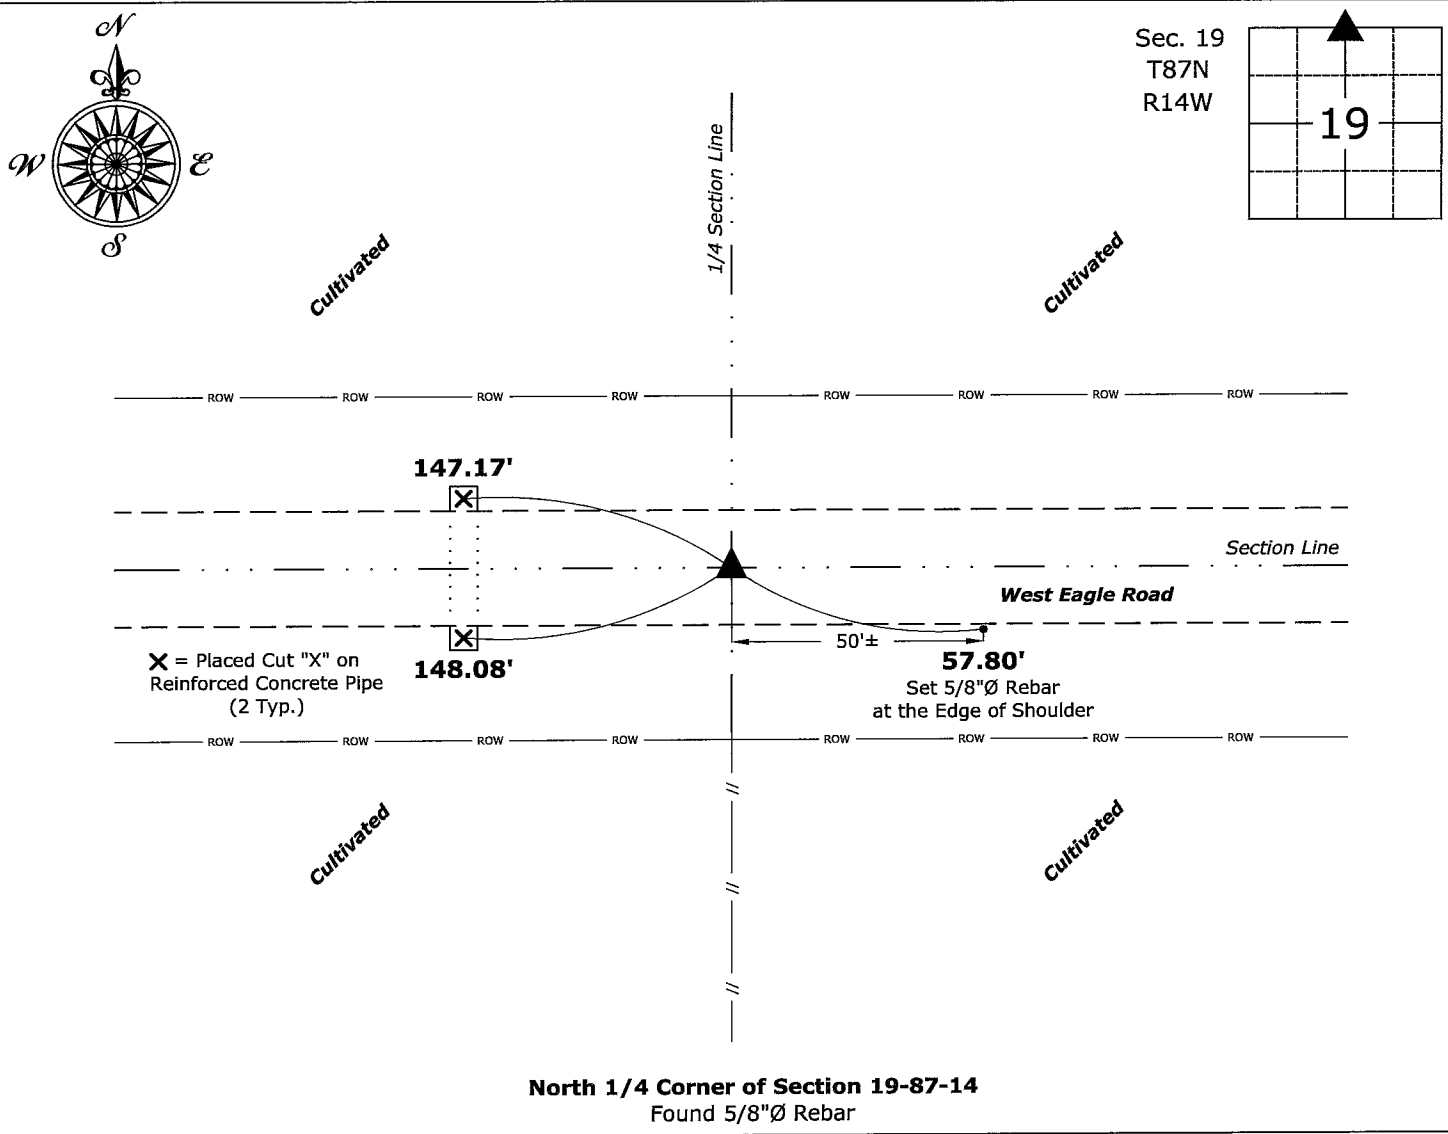 N
W
E
S
Sec. 19
T87N
R14W
19
1/4 Section Line
Cultivated
Cultivated
ROW ROW ROW ROW ROW ROW ROW ROW
147.17'
Section Line
West Eagle Road
50'±
148.08'
57.80'
X = Placed Cut "X" on
Reinforced Concrete Pipe
(2 Typ.)
Set 5/8"Ø Rebar
at the Edge of Shoulder
ROW ROW ROW ROW ROW ROW ROW ROW
Cultivated
Cultivated
North 1/4 Corner of Section 19-87-14
Found 5/8"Ø Rebar